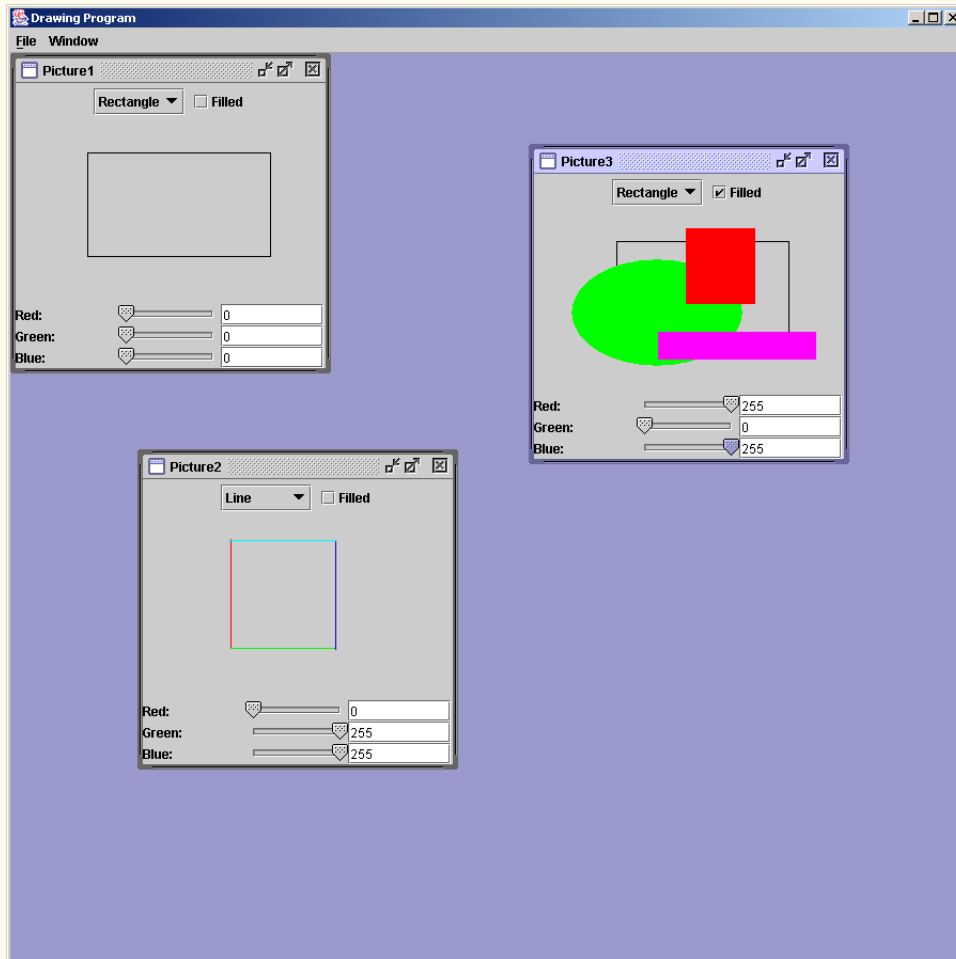 Drawing Program
File Window
Picture1
Rectangle Filled
Red: 0
Green: 0
Blue: 0
Picture3
Rectangle Filled
Red: 255
Green: 0
Blue: 255
Picture2
Line Filled
Red: 0
Green: 255
Blue: 255